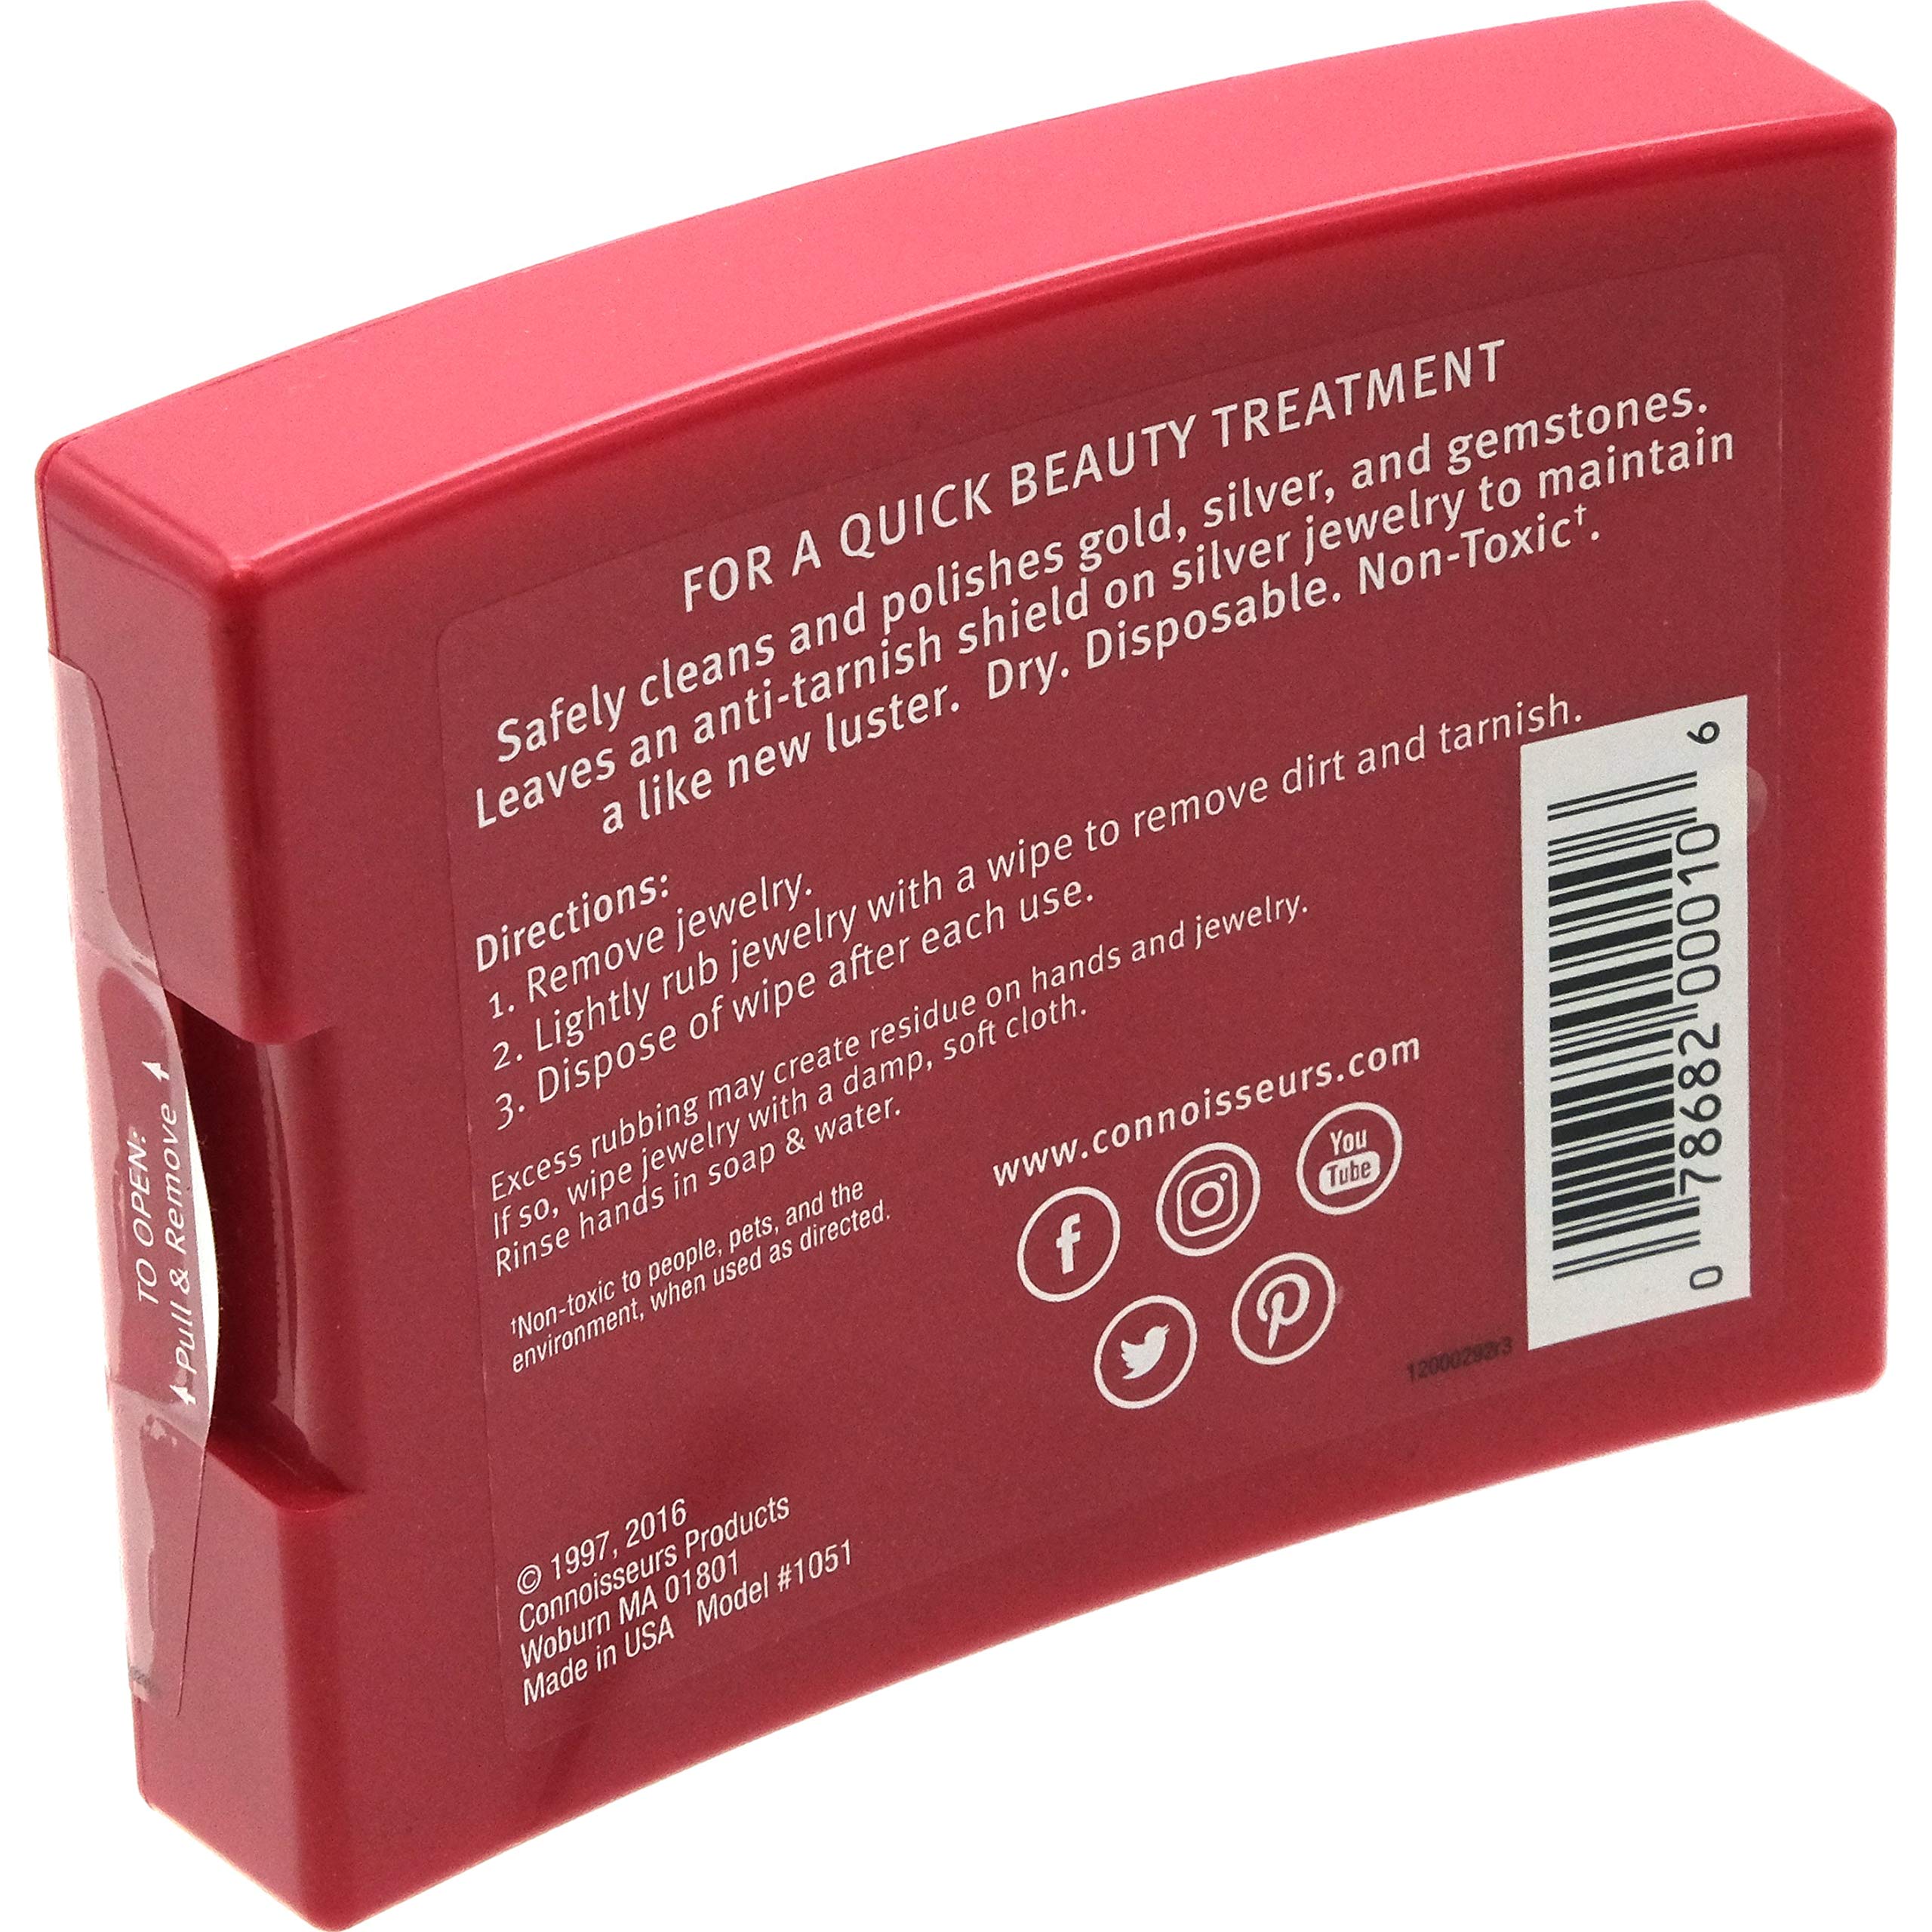 FOR A QUICK BEAUTY TREATMENT
Safely cleans and polishes gold, silver, and gemstones.
Leaves an anti-tarnish shield on silver jewelry to maintain
a like new luster. Dry. Disposable. Non-Toxic†.
Directions:
1. Remove jewelry.
2. Lightly rub jewelry with a wipe to remove dirt and tarnish.
3. Dispose of wipe after each use.
Excess rubbing may create residue on hands and jewelry.
If so, wipe jewelry with a damp, soft cloth.
Rinse hands in soap & water.
†Non-toxic to people, pets, and the
environment, when used as directed.
www.connoisseurs.com
f
You
Tube
12000292r3
0 78682 00010 6
© 1997, 2016
Connoisseurs Products
Woburn MA 01801
Made in USA Model #1051
TO OPEN:
Pull & Remove